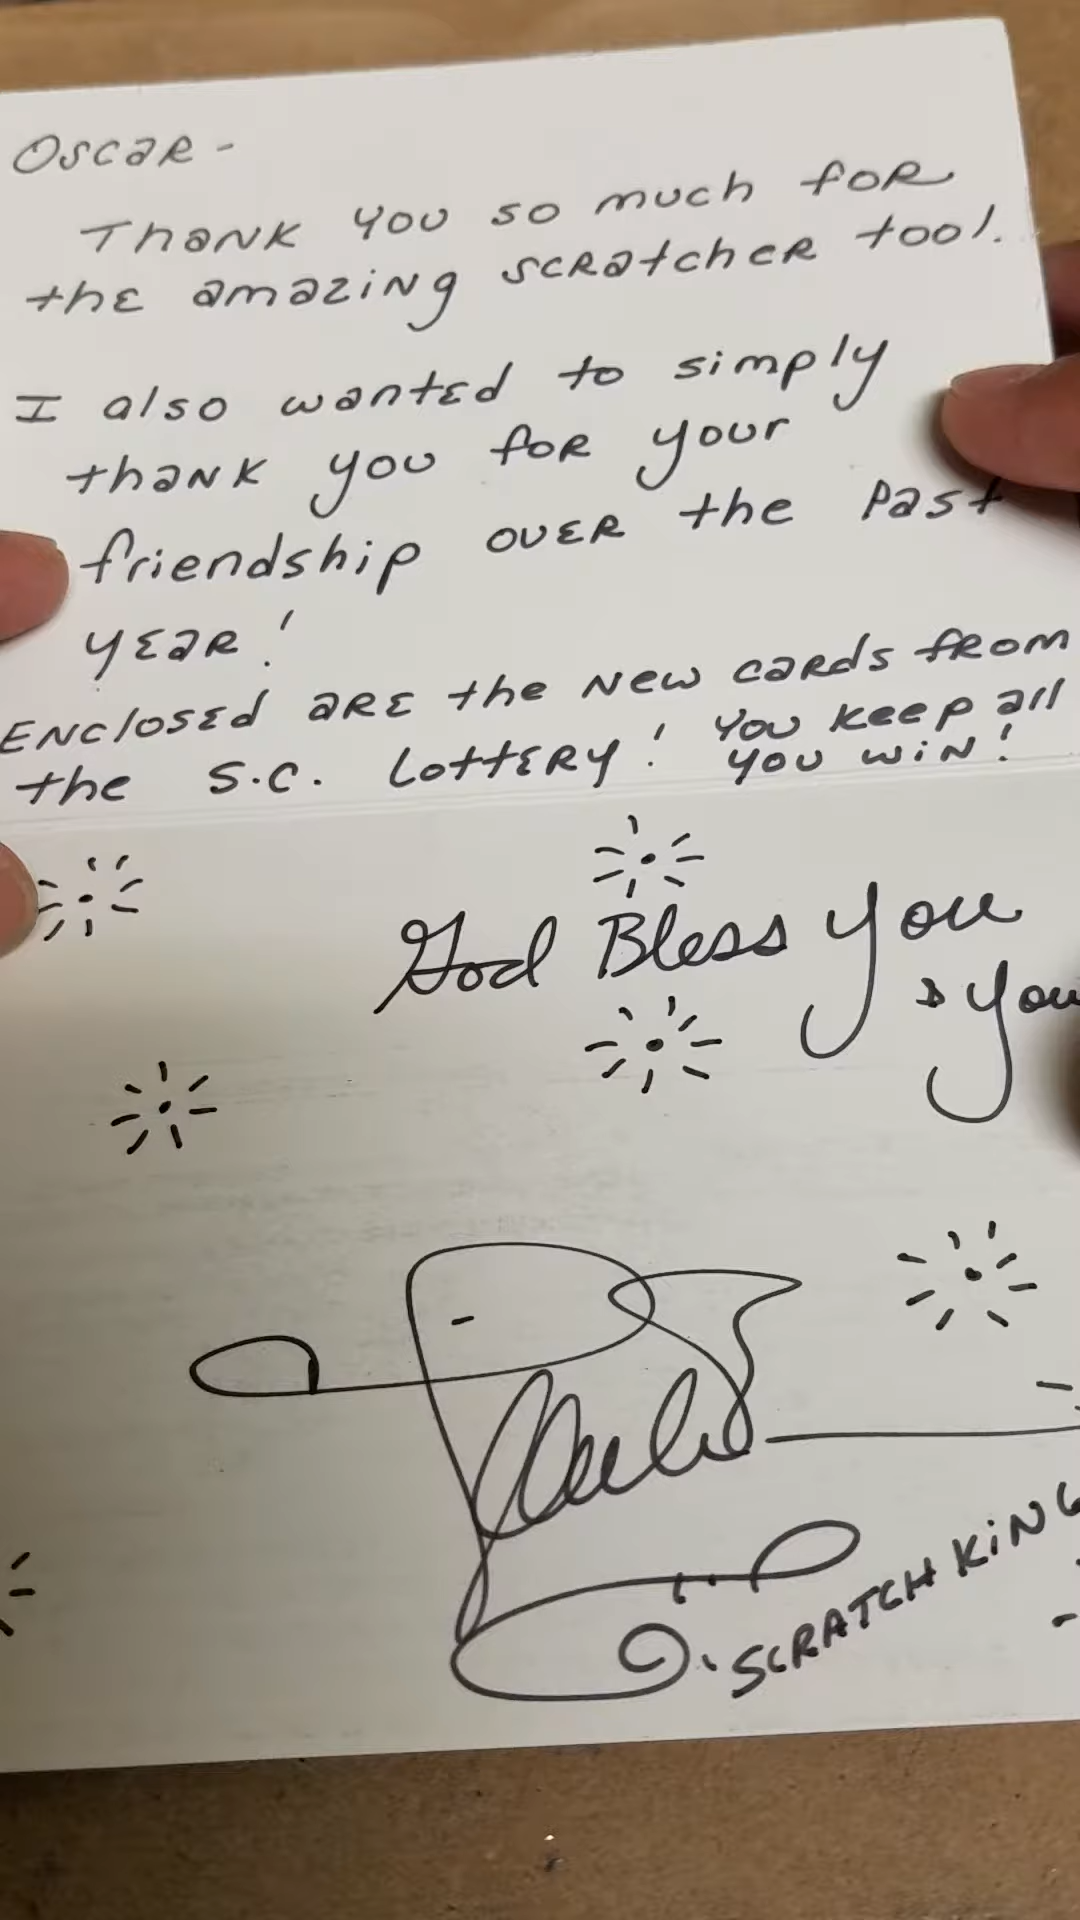 Oscar -
Thank you so much for
the amazing scratcher tool.
I also wanted to simply
thank you for your
friendship over the past
year!
Enclosed are the new cards from
the S.C. Lottery! You keep all
you win!
God Bless you
& you
Scratch King